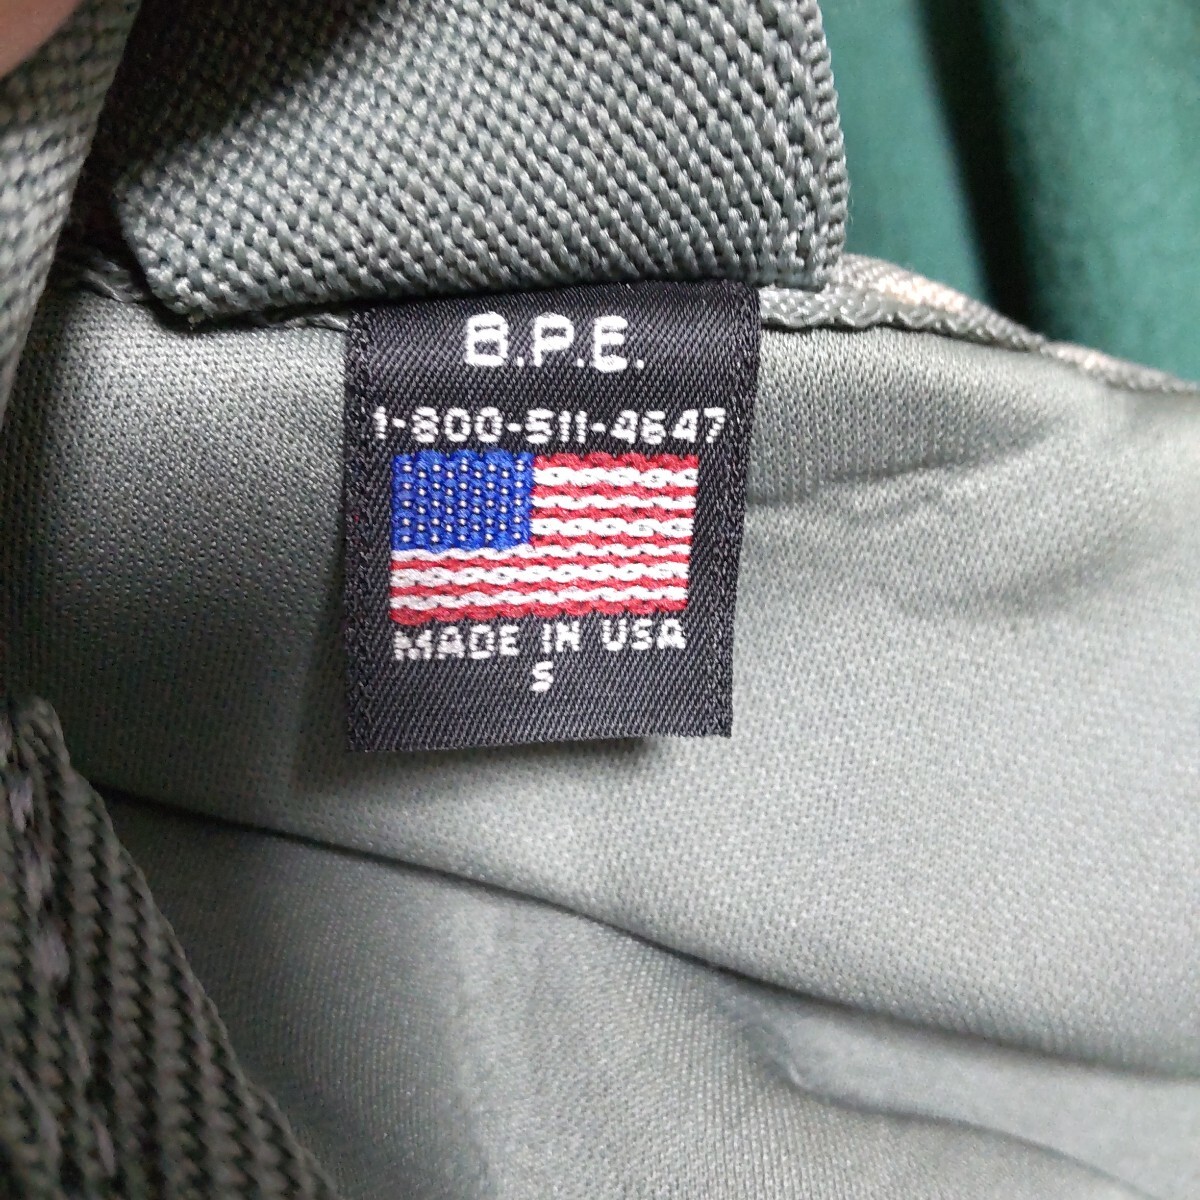 B.P.E.
1-800-511-4647
MADE IN USA
S